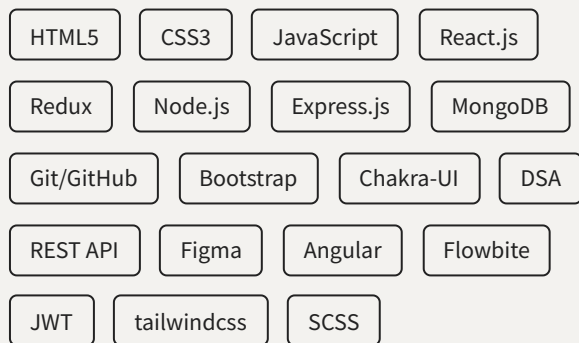 HTML5 CSS3 JavaScript React.js
Redux Node.js Express.js MongoDB
Git/GitHub Bootstrap Chakra-UI DSA
REST API Figma Angular Flowbite
JWT tailwindcss SCSS